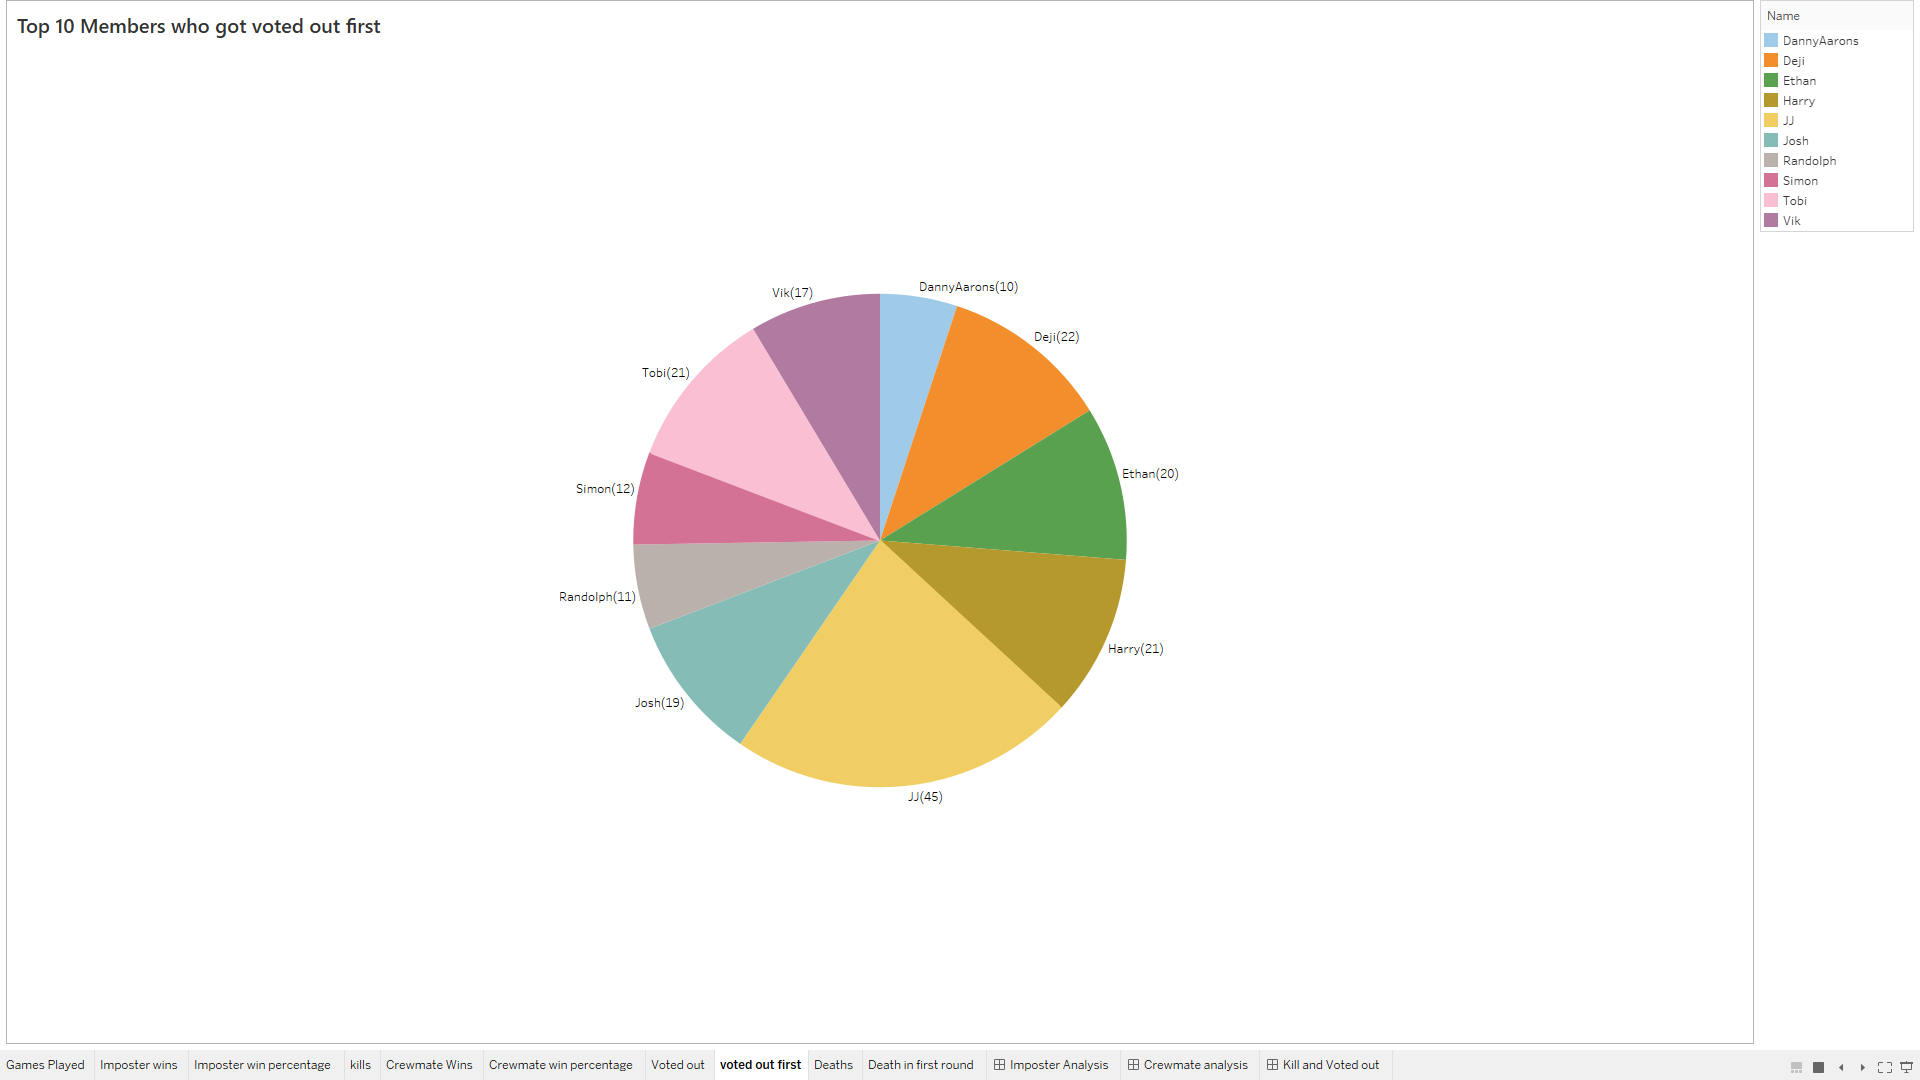 Top 10 Members who got voted out first
Name
DannyAarons
Deji
Ethan
Harry
JJ
Josh
Randolph
Simon
Tobi
Vik
Vik(17)
DannyAarons(10)
Deji(22)
Tobi(21)
Ethan(20)
Simon(12)
Randolph(11)
Harry(21)
Josh(19)
JJ(45)
Games Played Imposter wins Imposter win percentage kills Crewmate Wins Crewmate win percentage Voted out voted out first Deaths Death in first round Imposter Analysis Crewmate analysis Kill and Voted out